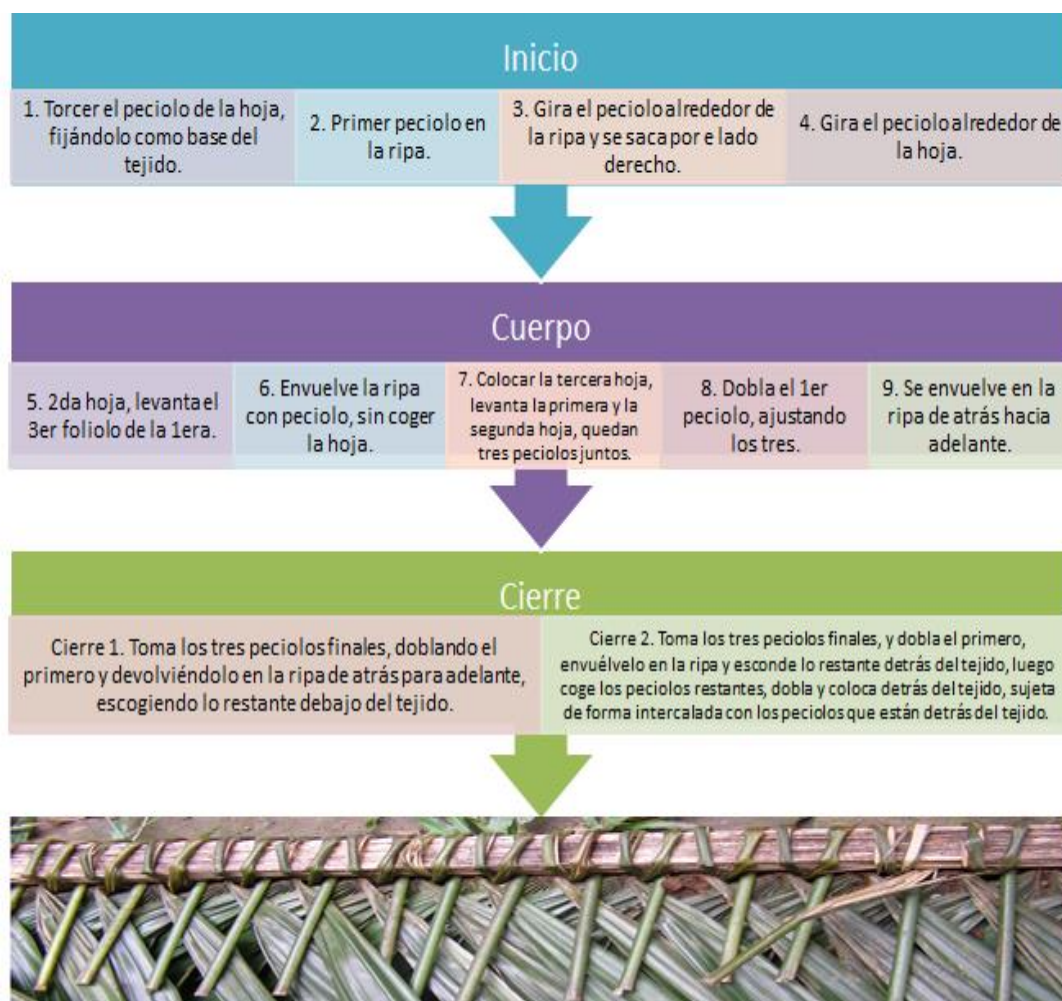 Inicio
1. Torcer el peciolo de la hoja,
fijándolo como base del
tejido.
2. Primer peciolo en
la ripa.
3. Gira el peciolo alrededor de
la ripa y se saca por e lado
derecho.
4. Gira el peciolo alrededor de
la hoja.
Cuerpo
5. 2da hoja, levanta el
3er foliolo de la 1era.
6. Envuelve la ripa
con peciolo, sin coger
la hoja.
7. Colocar la tercera hoja,
levanta la primera y la
segunda hoja, quedan
tres peciolos juntos.
8. Dobla el 1er
peciolo, ajustando
los tres.
9. Se envuelve en la
ripa de atrás hacia
adelante.
Cierre
Cierre 1. Toma los tres peciolos finales, doblando el
primero y devolviéndolo en la ripa de atrás para adelante,
escogiendo lo restante debajo del tejido.
Cierre 2. Toma los tres peciolos finales, y dobla el primero,
envuélvelo en la ripa y esconde lo restante detrás del tejido, luego
coge los peciolos restantes, dobla y coloca detrás del tejido, sujeta
de forma intercalada con los peciolos que están detrás del tejido.